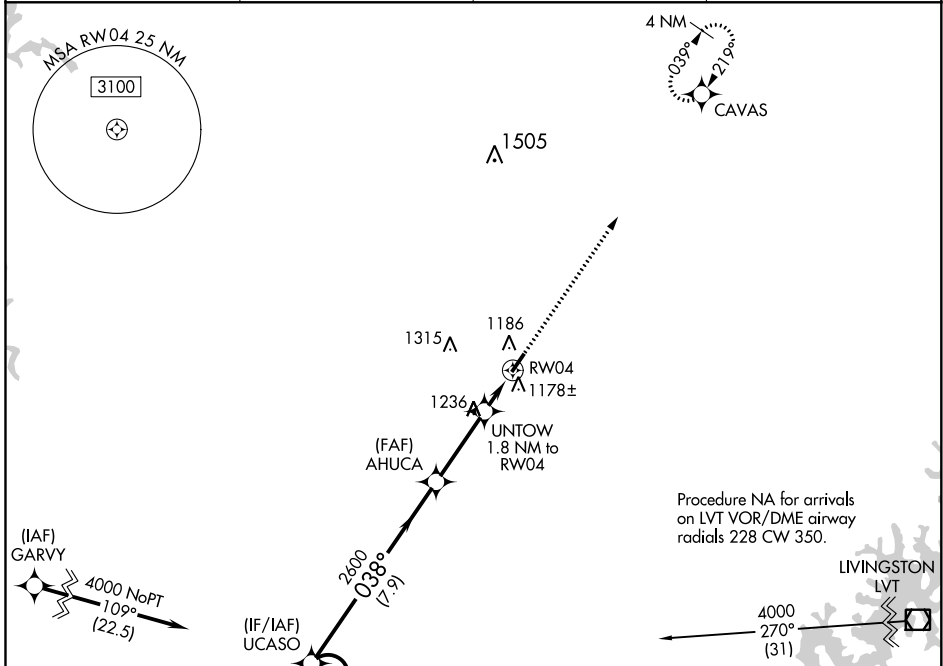 MSA RW04 25 NM
3100
4 NM
039°
219°
CAVAS
1505
1315
1186
RW04
1178±
1236
UNTOW
1.8 NM to
RW04
(FAF)
AHUCA
Procedure NA for arrivals
on LVT VOR/DME airway
radials 228 CW 350.
(IAF)
GARVY
4000 NoPT
109°
(22.5)
2600
038°
(7.9)
(IF/IAF)
UCASO
LIVINGSTON
LVT
4000
270°
(31)